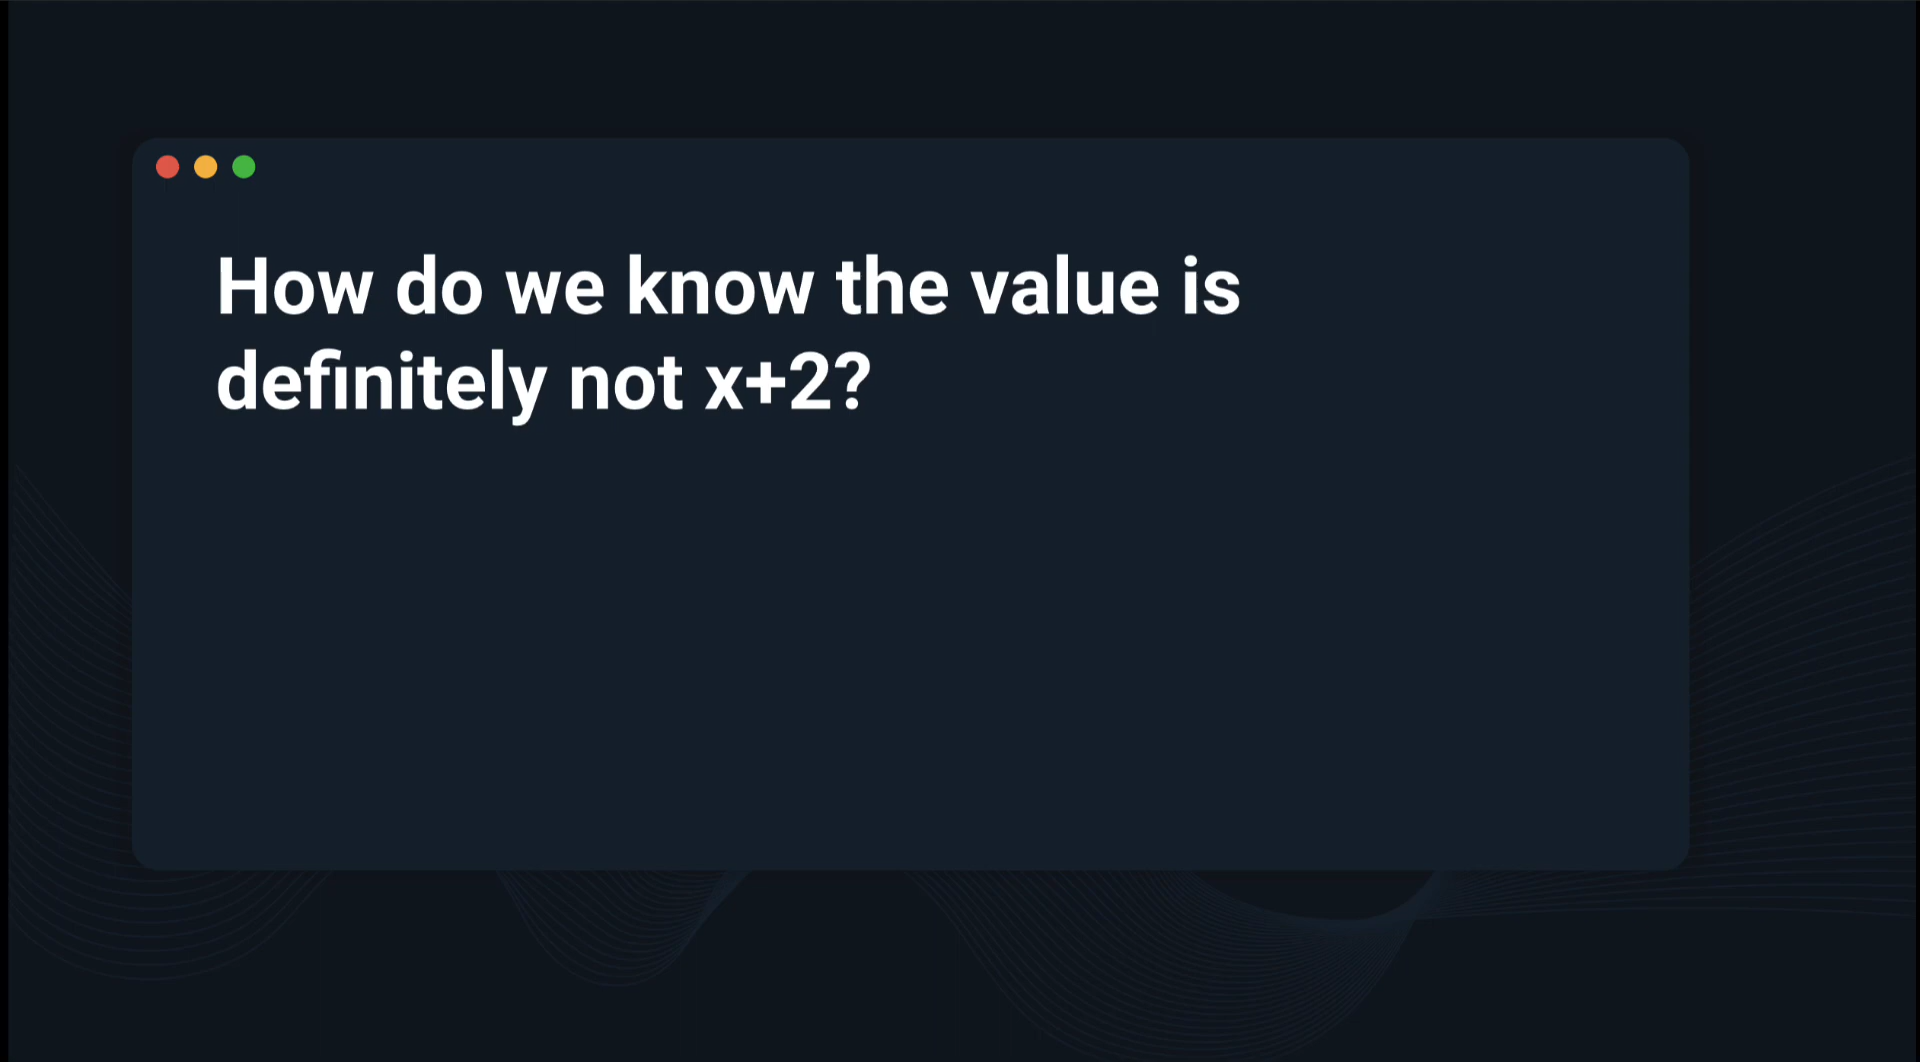 How do we know the value is
definitely not x+2?